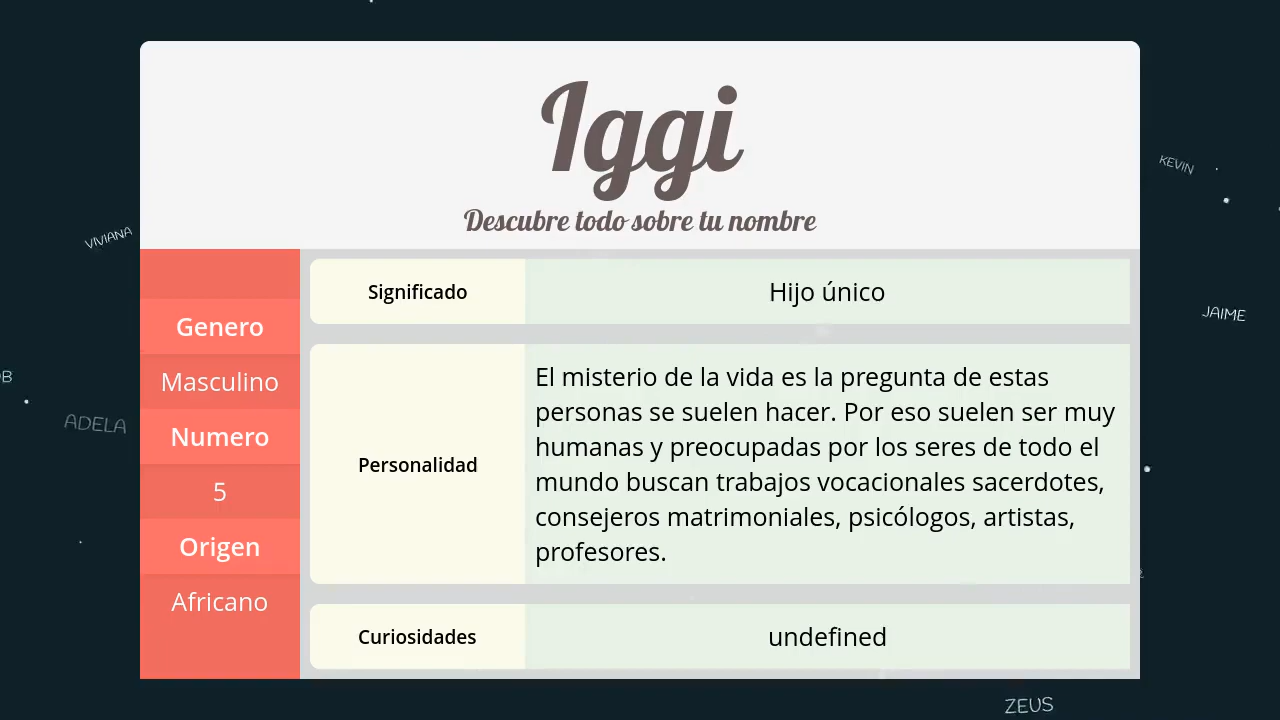 Iggi
Descubre todo sobre tu nombre
KEVIN
VIVIANA
JAIME
ADELA
ZEUS
Genero
Masculino
Numero
5
Origen
Africano
Significado
Hijo único
Personalidad
El misterio de la vida es la pregunta de estas
personas se suelen hacer. Por eso suelen ser muy
humanas y preocupadas por los seres de todo el
mundo buscan trabajos vocacionales sacerdotes,
consejeros matrimoniales, psicólogos, artistas,
profesores.
Curiosidades
undefined